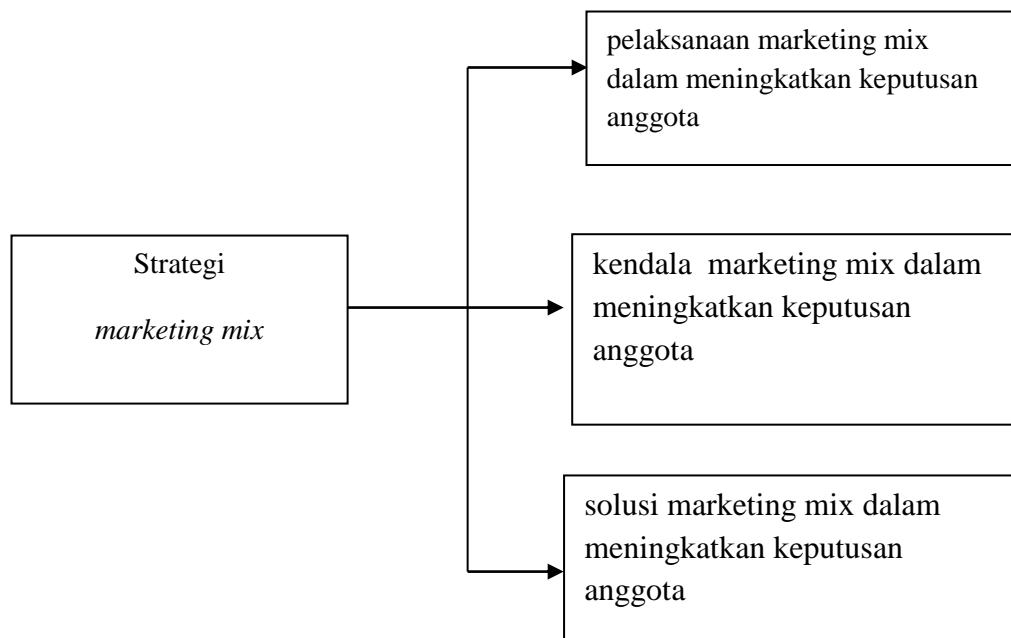 pelaksanaan marketing mix
dalam meningkatkan keputusan
anggota
Strategi
marketing mix
kendala  marketing mix dalam
meningkatkan keputusan
anggota
solusi marketing mix dalam
meningkatkan keputusan
anggota